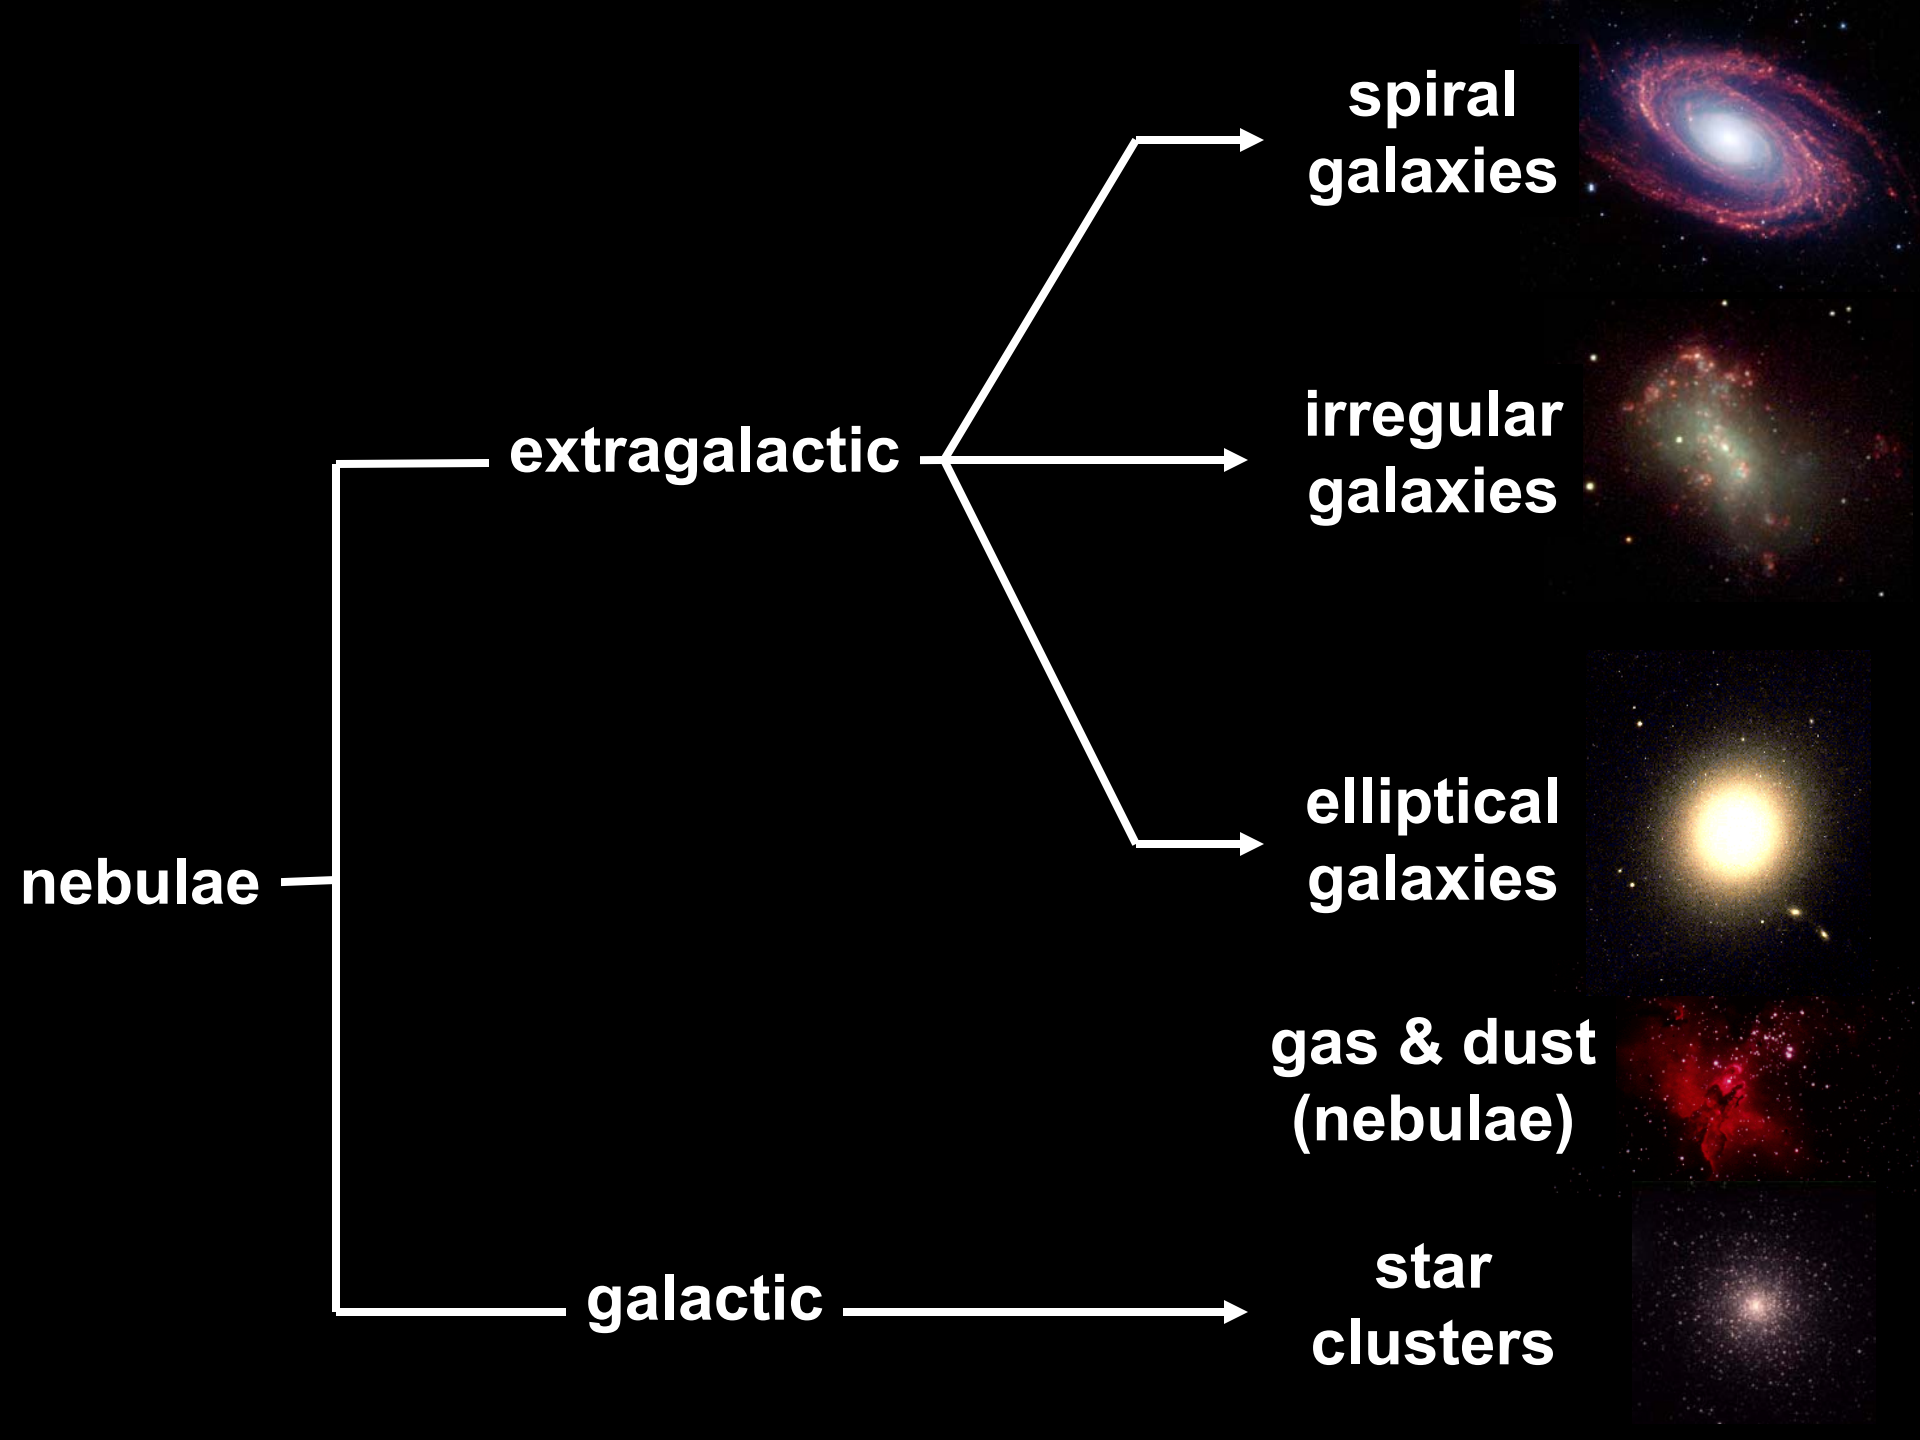 spiral
galaxies
extragalactic
irregular
galaxies
nebulae
elliptical
galaxies
gas & dust
(nebulae)
galactic
star
clusters